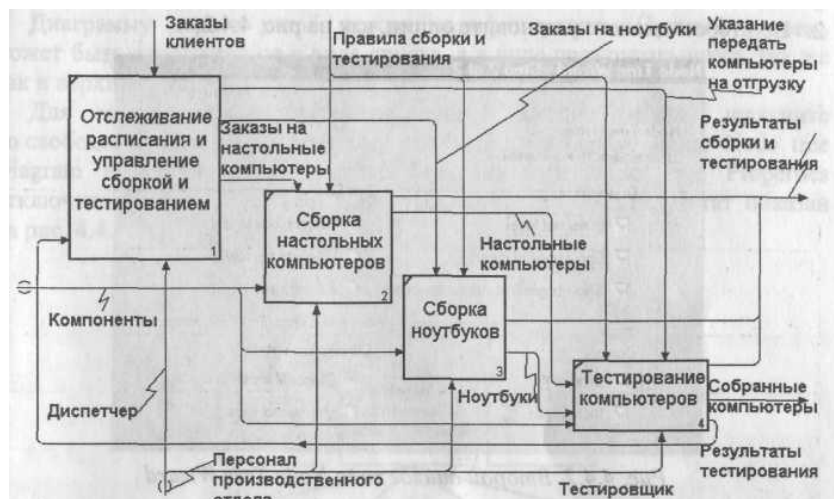 Заказы
клиентов
Правила сборки и
тестирования
Заказы на ноутбуки
Указание
передать
компьютеры
на отгрузку
Отслеживание
расписания и
управление
сборкой и
тестированием
1
Заказы на
настольные
компьютеры
Результаты
сборки и
тестирования
Сборка
настольных
компьютеров
2
Настольные
компьютеры
Компоненты
Сборка
ноутбуков
3
Ноутбуки
Тестирование
компьютеров
4
Собранные
компьютеры
Диспетчер
Результаты
тестирования
Персонал
производственного
отдела
Тестировщик